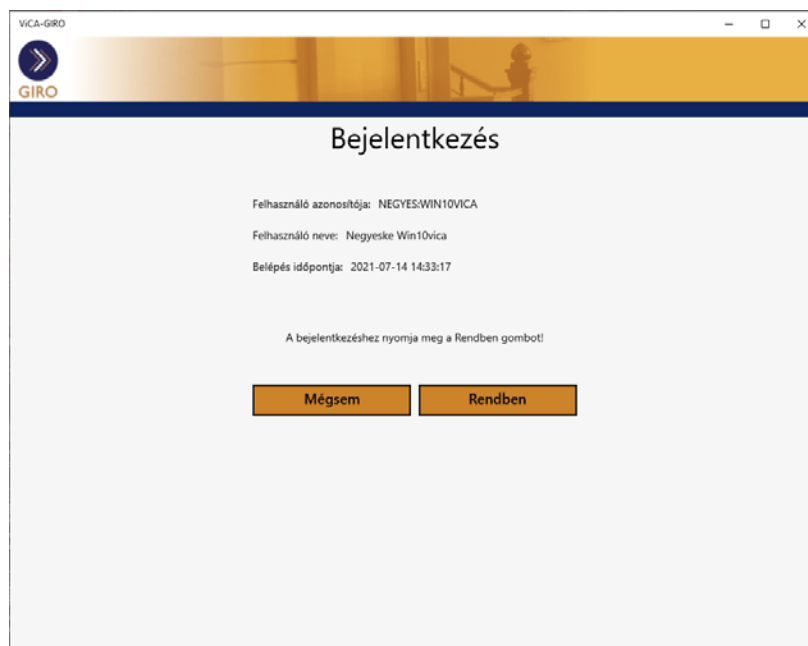 ViCA-GIRO
GIRO
Bejelentkezés
Felhasználó azonosítója: NEGYES:WIN10VICA
Felhasználó neve: Negyeske Win10vica
Belépés időpontja: 2021-07-14 14:33:17
A bejelentkezéshez nyomja meg a Rendben gombot!
Mégsem Rendben